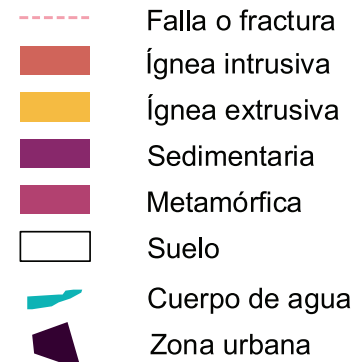 Falla o fractura
Ígnea intrusiva
Ígnea extrusiva
Sedimentaria
Metamórfica
Suelo
Cuerpo de agua
Zona urbana